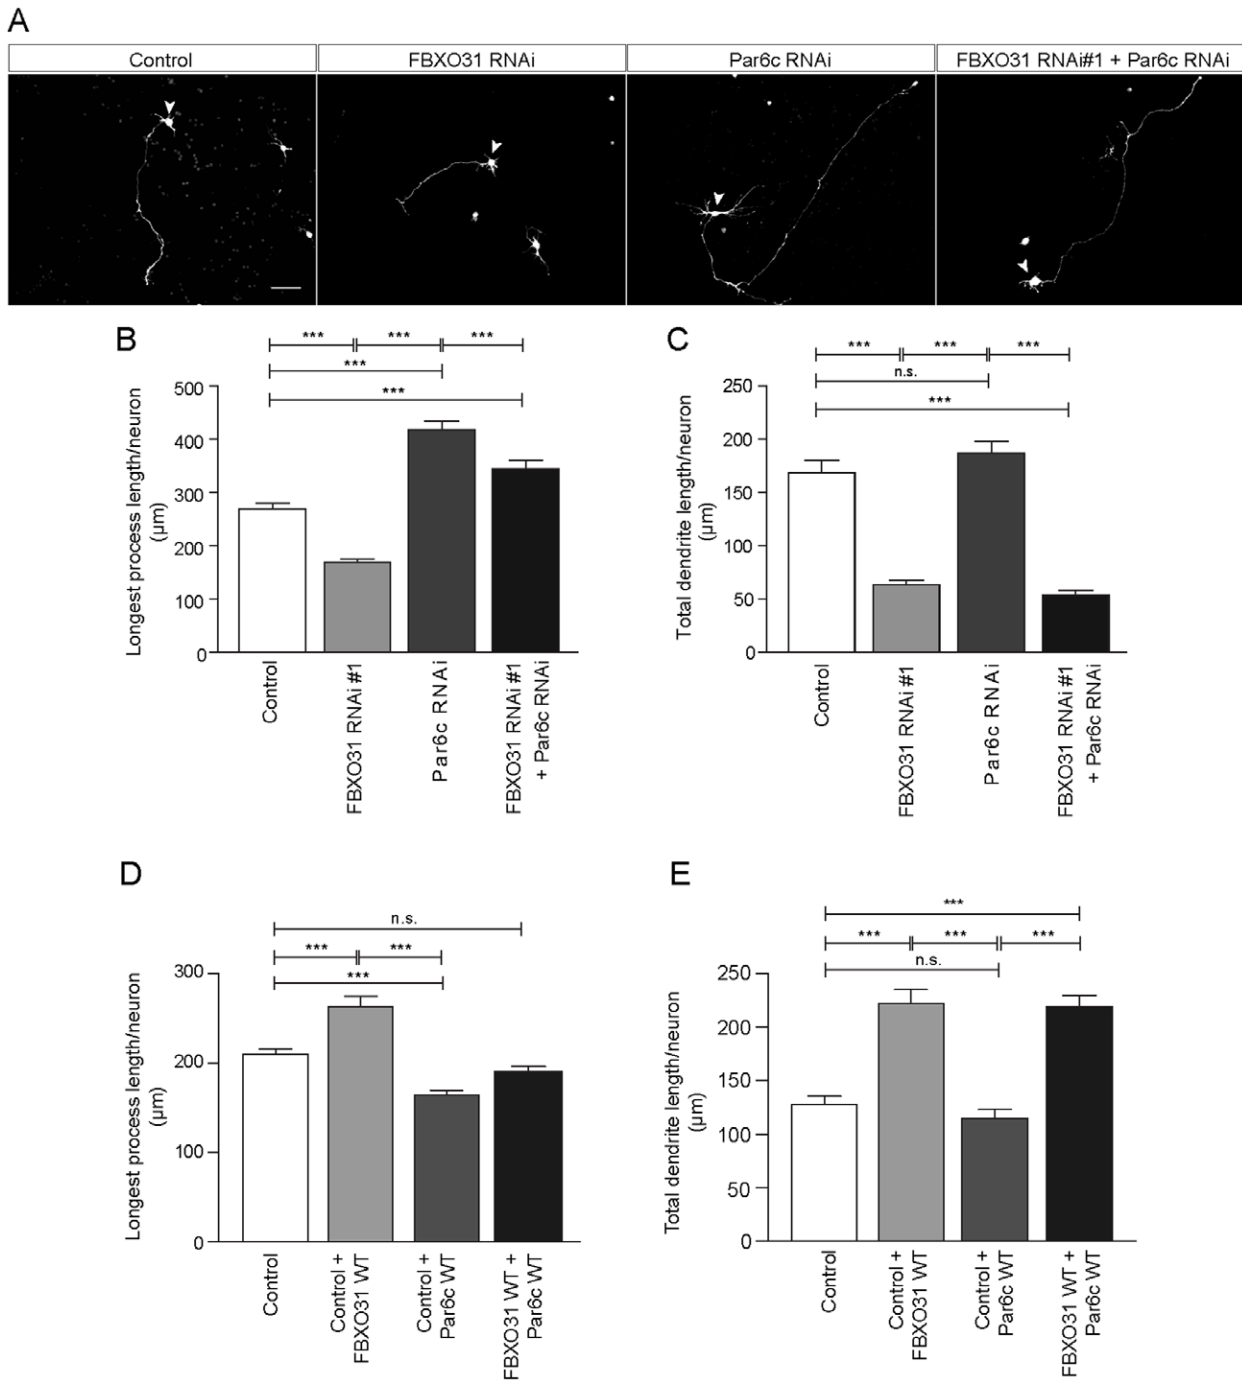 A
Control
FBXO31 RNAi
Par6c RNAi
FBXO31 RNAi#1 + Par6c RNAi
B
*** *** ***
***
***
Longest process length/neuron
(μm)
500
400
300
200
100
0
Control
FBXO31 RNAi #1
Par6c RNAi
FBXO31 RNAi #1
+ Par6c RNAi
C
*** *** ***
n.s.
***
Total dendrite length/neuron
(μm)
250
200
150
100
50
0
Control
FBXO31 RNAi #1
Par6c RNAi
FBXO31 RNAi #1
+ Par6c RNAi
D
n.s.
*** ***
***
Longest process length/neuron
(μm)
300
200
100
0
Control
Control +
FBXO31 WT
Control +
Par6c WT
FBXO31 WT +
Par6c WT
E
***
*** *** ***
n.s.
Total dendrite length/neuron
(μm)
250
200
150
100
50
0
Control
Control +
FBXO31 WT
Control +
Par6c WT
FBXO31 WT +
Par6c WT